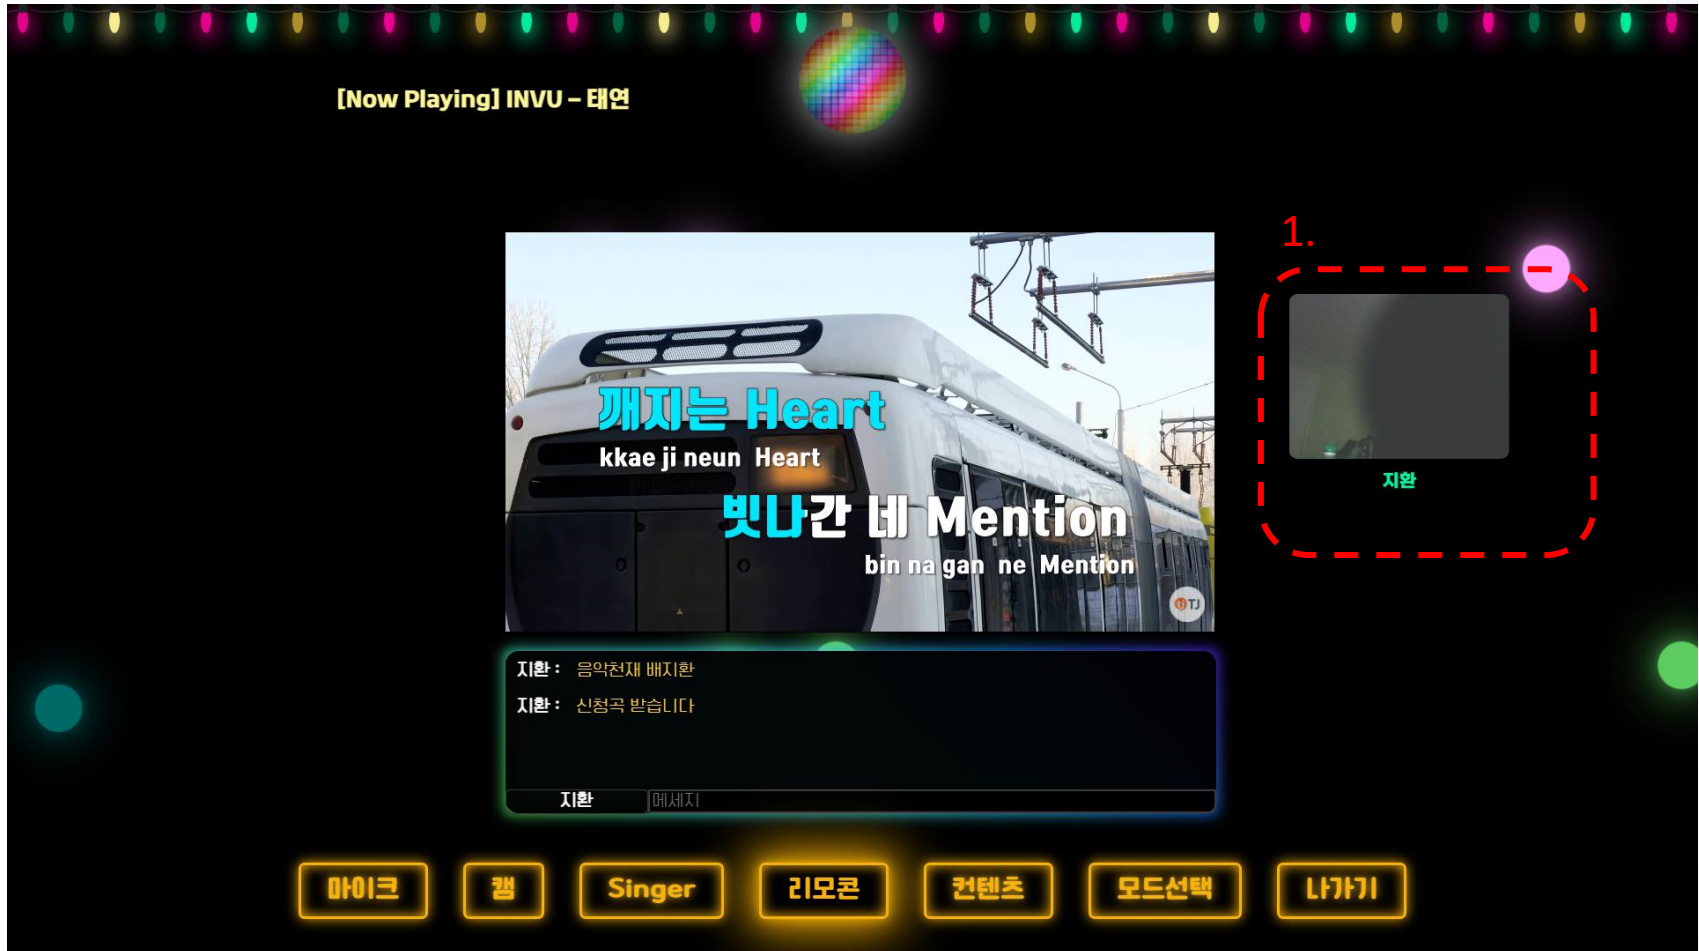 [Now Playing] INVU – 태연
1.
깨지는 Heart
kkae ji neun Heart
빗나간 네 Mention
bin na gan ne Mention
TJ
지환
지환 : 음악천재 배지환
지환 : 신청곡 받습니다
지환 메세지
마이크 캠 Singer 리모콘 컨텐츠 모드선택 나가기